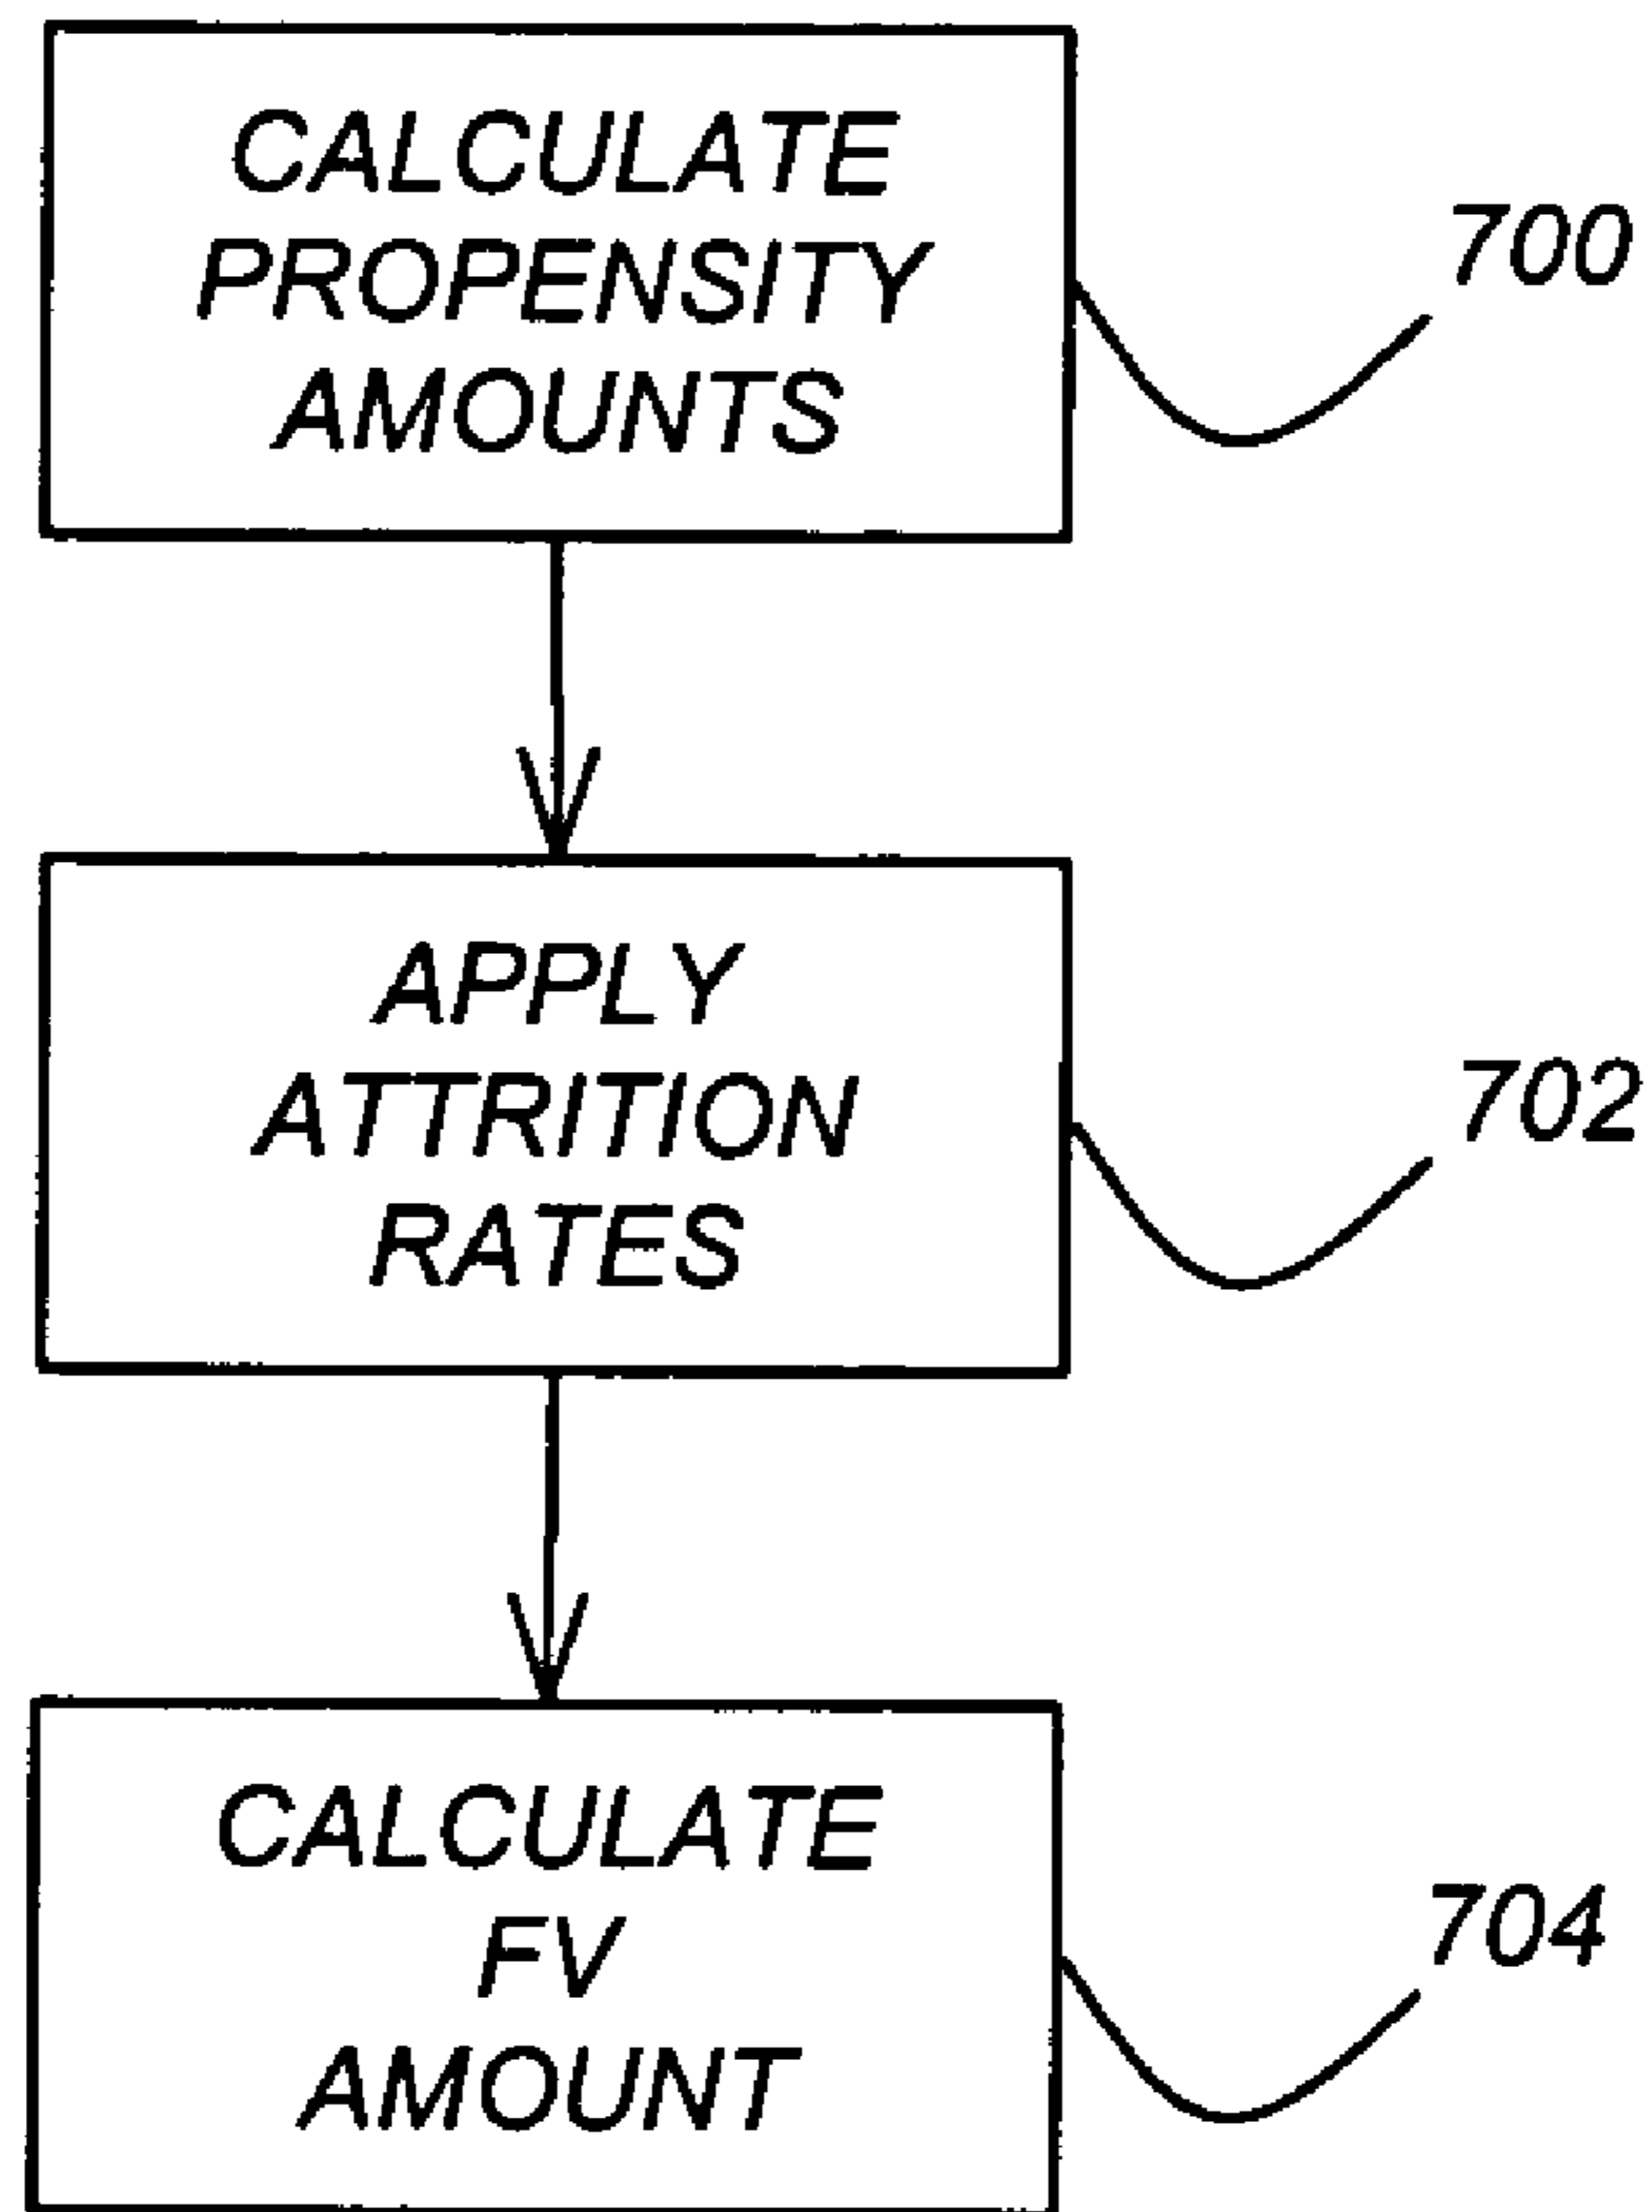 CALCULATE
PROPENSITY
AMOUNTS
700
APPLY
ATTRITION
RATES
702
CALCULATE
FV
AMOUNT
704